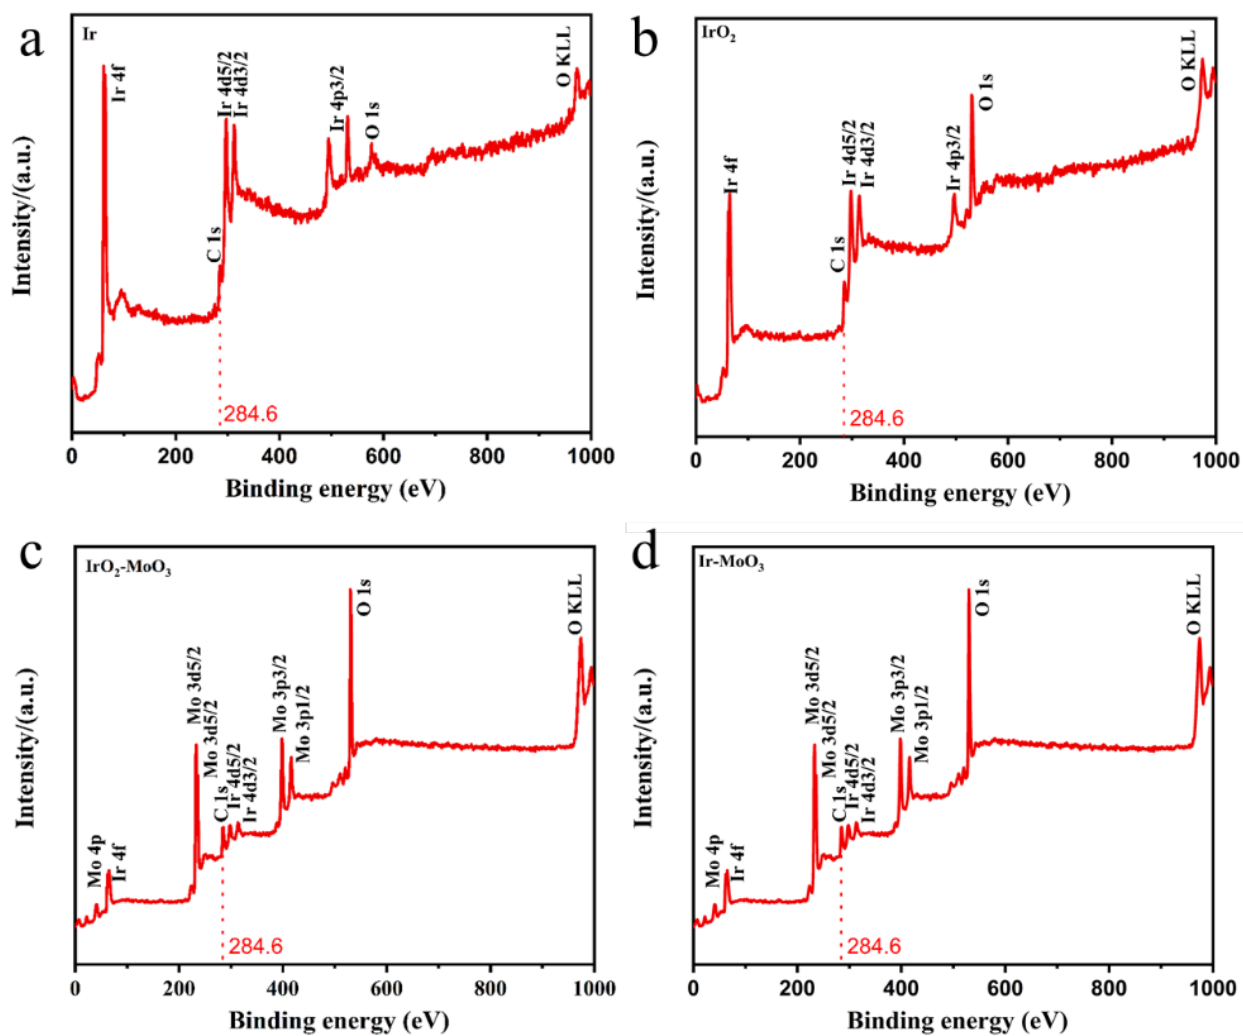 a
Ir
Intensity/(a.u.)
Ir 4f
C 1s
Ir 4d5/2
Ir 4d3/2
Ir 4p3/2
O 1s
O KLL
284.6
0 200 400 600 800 1000
Binding energy (eV)
b
IrO₂
Intensity/(a.u.)
Ir 4f
C 1s
Ir 4d5/2
Ir 4d3/2
Ir 4p3/2
O 1s
O KLL
284.6
0 200 400 600 800 1000
Binding energy (eV)
c
IrO₂-MoO₃
Intensity/(a.u.)
Mo 4p
Ir 4f
Mo 3d5/2
Mo 3d5/2
C 1s
Ir 4d5/2
Ir 4d3/2
Mo 3p3/2
Mo 3p1/2
O 1s
O KLL
284.6
0 200 400 600 800 1000
Binding energy (eV)
d
Ir-MoO₃
Intensity/(a.u.)
Mo 4p
Ir 4f
Mo 3d5/2
Mo 3d5/2
C 1s
Ir 4d5/2
Ir 4d3/2
Mo 3p3/2
Mo 3p1/2
O 1s
O KLL
284.6
0 200 400 600 800 1000
Binding energy (eV)